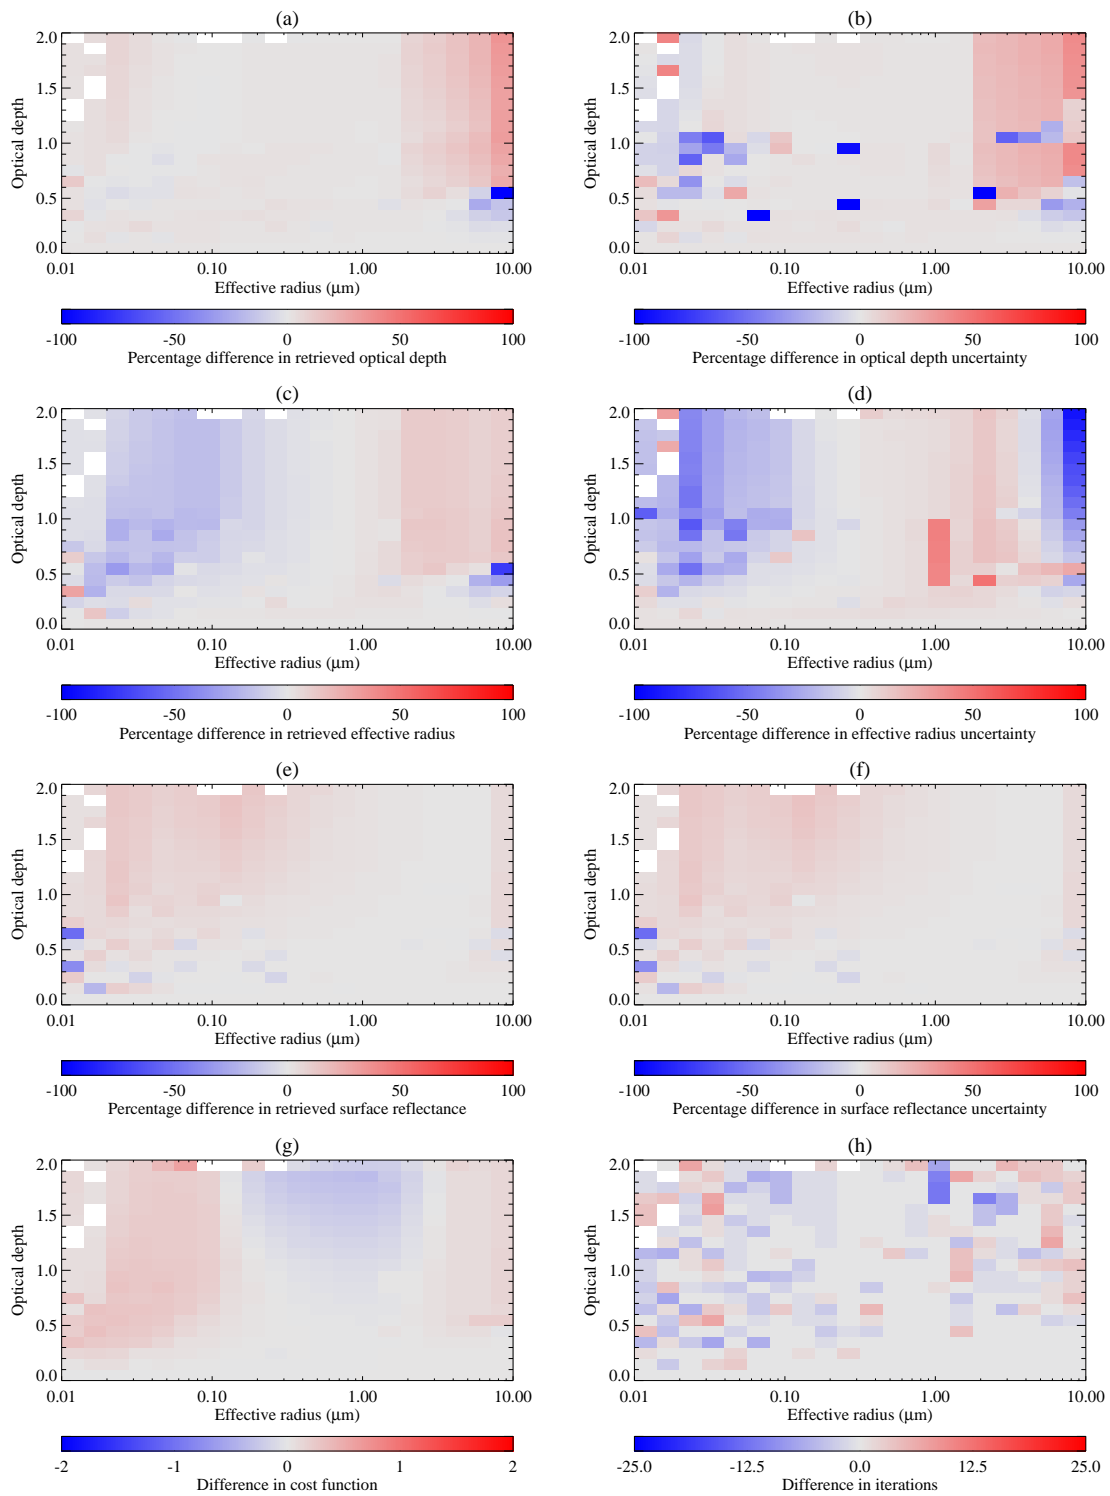 (a)
2.0
1.5
1.0
0.5
0.0
Optical depth
0.01 0.10 1.00 10.00
Effective radius (μm)
-100 -50 0 50 100
Percentage difference in retrieved optical depth
(b)
2.0
1.5
1.0
0.5
0.0
Optical depth
0.01 0.10 1.00 10.00
Effective radius (μm)
-100 -50 0 50 100
Percentage difference in optical depth uncertainty
(c)
2.0
1.5
1.0
0.5
0.0
Optical depth
0.01 0.10 1.00 10.00
Effective radius (μm)
-100 -50 0 50 100
Percentage difference in retrieved effective radius
(d)
2.0
1.5
1.0
0.5
0.0
Optical depth
0.01 0.10 1.00 10.00
Effective radius (μm)
-100 -50 0 50 100
Percentage difference in effective radius uncertainty
(e)
2.0
1.5
1.0
0.5
0.0
Optical depth
0.01 0.10 1.00 10.00
Effective radius (μm)
-100 -50 0 50 100
Percentage difference in retrieved surface reflectance
(f)
2.0
1.5
1.0
0.5
0.0
Optical depth
0.01 0.10 1.00 10.00
Effective radius (μm)
-100 -50 0 50 100
Percentage difference in surface reflectance uncertainty
(g)
2.0
1.5
1.0
0.5
0.0
Optical depth
0.01 0.10 1.00 10.00
Effective radius (μm)
-2 -1 0 1 2
Difference in cost function
(h)
2.0
1.5
1.0
0.5
0.0
Optical depth
0.01 0.10 1.00 10.00
Effective radius (μm)
-25.0 -12.5 0.0 12.5 25.0
Difference in iterations